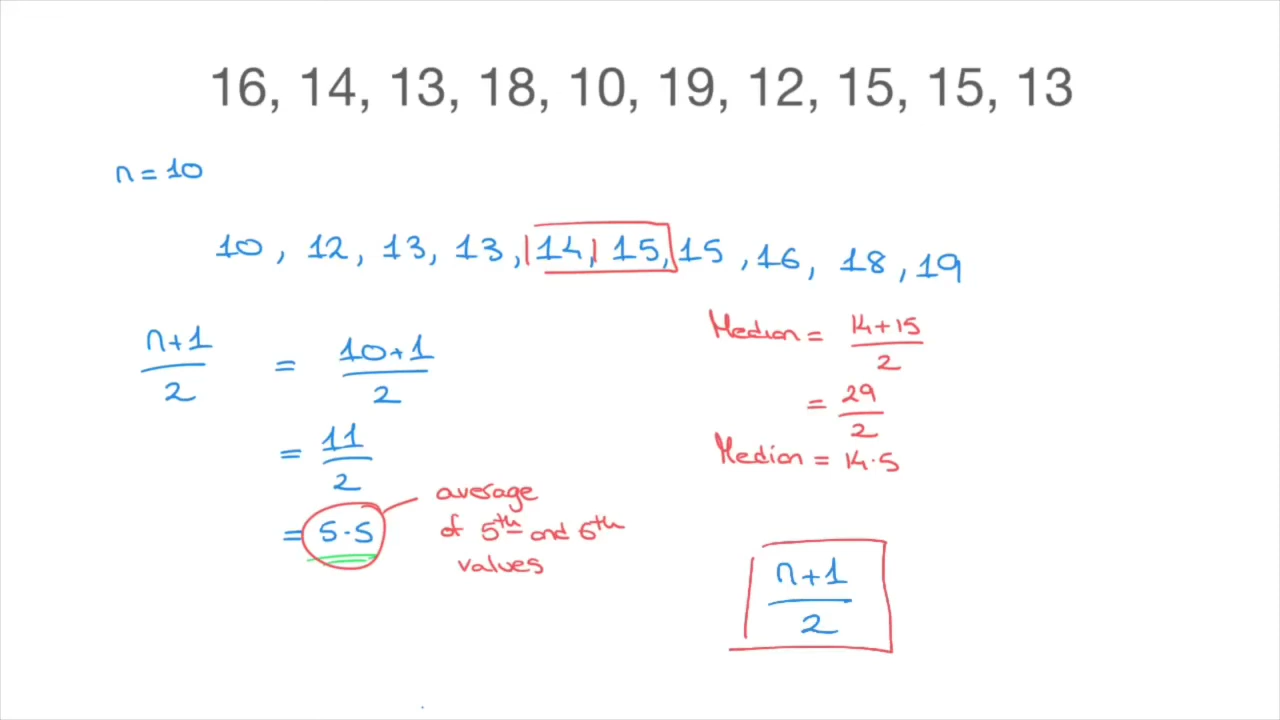 16, 14, 13, 18, 10, 19, 12, 15, 15, 13
n = 10
10 , 12 , 13 , 13 , 14 , 15 , 15 , 16 , 18 , 19
n+1 / 2 = 10+1 / 2
= 11 / 2
= 5·5
average
of 5th and 6th
values
Median = 14+15 / 2
= 29 / 2
Median = 14·5
n+1 / 2